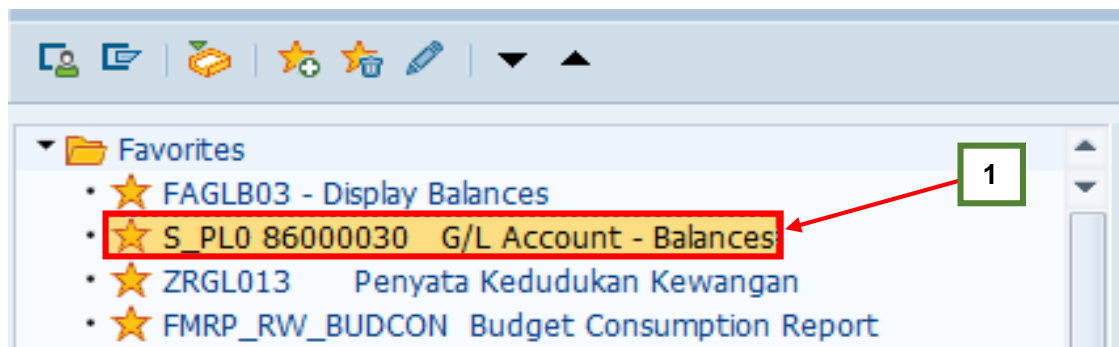 Favorites
1
FAGLB03 - Display Balances
S_PL0 86000030 G/L Account - Balances
ZRGL013 Penyata Kedudukan Kewangan
FMRP_RW_BUDCON Budget Consumption Report